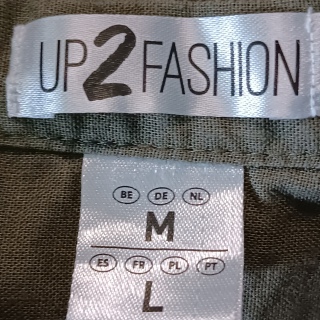 UP2FASHION
BE DE NL
M
ES FR PL PT
L